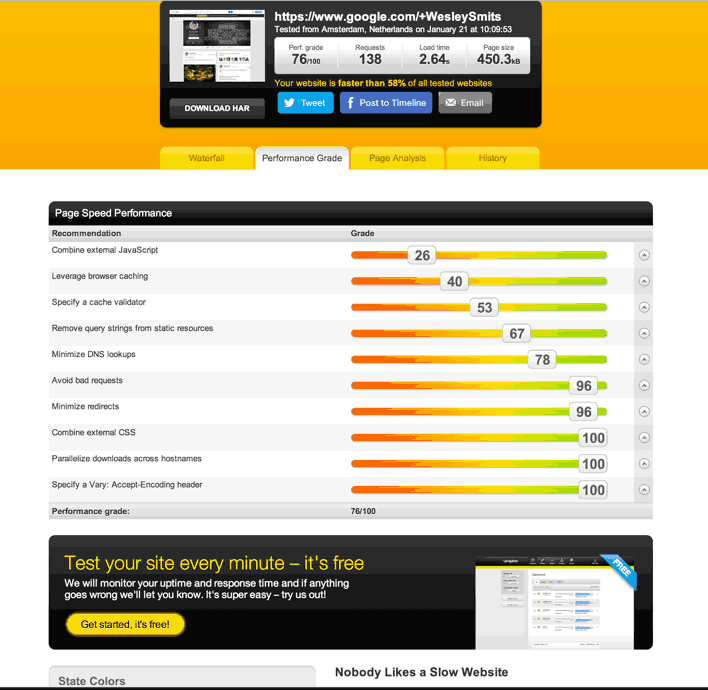 https://www.google.com/+WesleySmits
Tested from Amsterdam, Netherlands on January 21 at 10:09:53
Perf. grade Requests Load time Page size
76/100 138 2.64s 450.3kB
Your website is faster than 58% of all tested websites
DOWNLOAD HAR Tweet Post to Timeline Email
Waterfall Performance Grade Page Analysis History
Page Speed Performance
Recommendation Grade
Combine external JavaScript 26
Leverage browser caching 40
Specify a cache validator 53
Remove query strings from static resources 67
Minimize DNS lookups 78
Avoid bad requests 96
Minimize redirects 96
Combine external CSS 100
Parallelize downloads across hostnames 100
Specify a Vary: Accept-Encoding header 100
Performance grade: 76/100
Test your site every minute – it's free
We will monitor your uptime and response time and if anything
goes wrong we'll let you know. It's super easy – try us out!
Get started, it's free!
FREE
State Colors
Nobody Likes a Slow Website